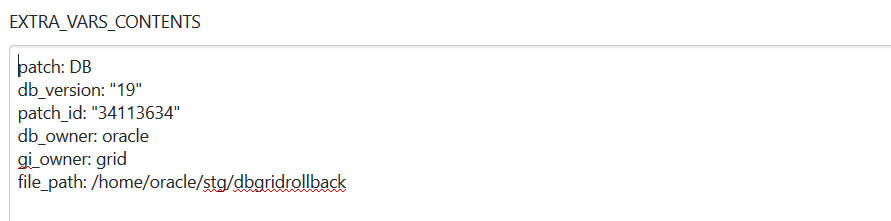 EXTRA_VARS_CONTENTS
patch: DB
db_version: "19"
patch_id: "34113634"
db_owner: oracle
gi_owner: grid
file_path: /home/oracle/stg/dbgridrollback